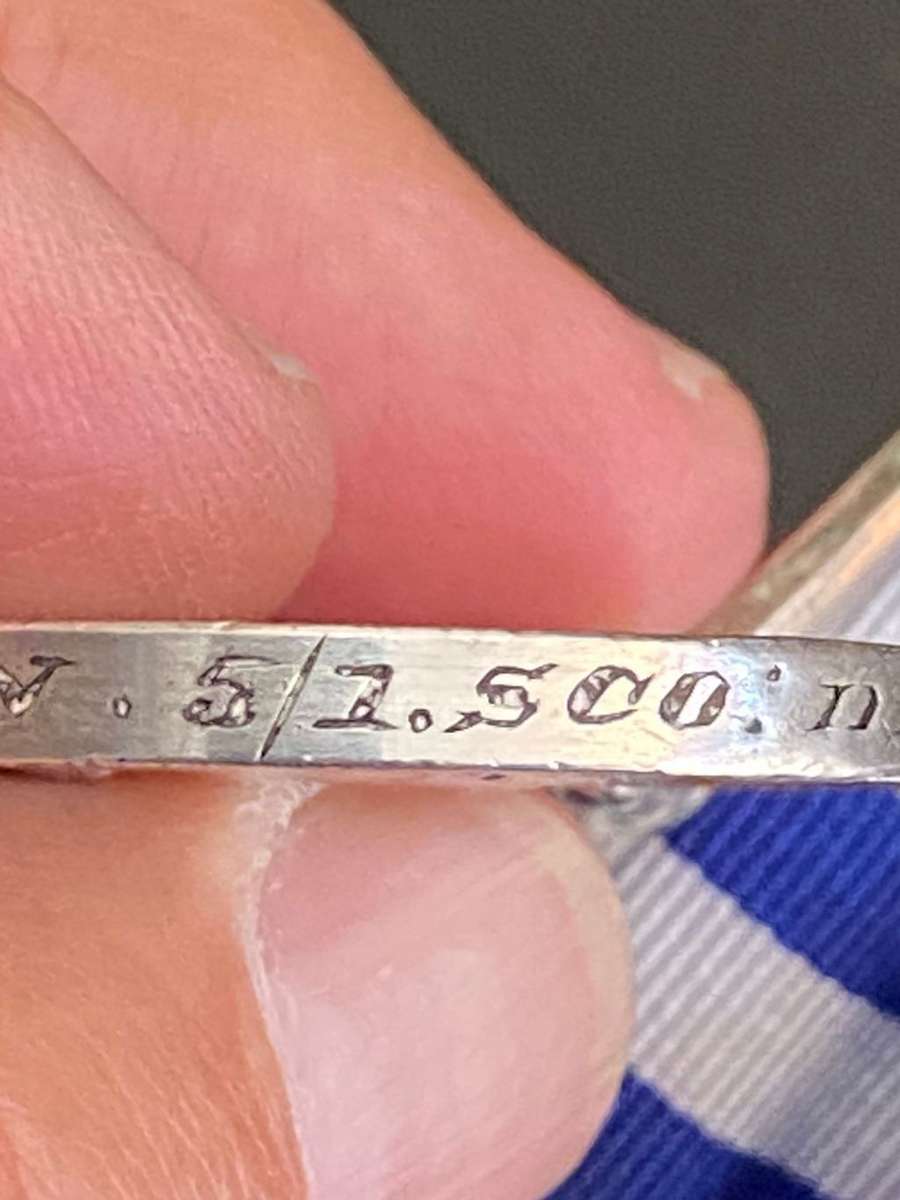 . 5/1. SCO: D